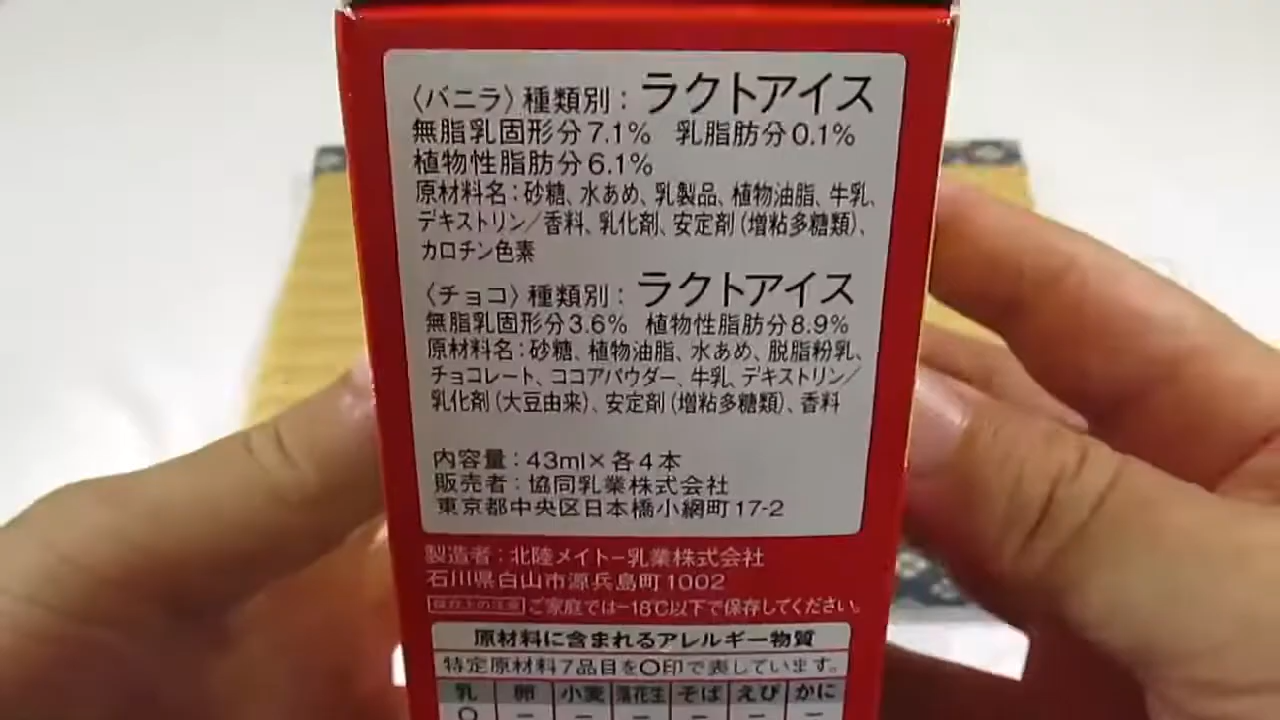 〈バニラ〉種類別：ラクトアイス
無脂乳固形分7.1% 乳脂肪分0.1%
植物性脂肪分6.1%
原材料名：砂糖、水あめ、乳製品、植物油脂、牛乳、
デキストリン／香料、乳化剤、安定剤（増粘多糖類）、
カロチン色素
〈チョコ〉種類別：ラクトアイス
無脂乳固形分3.6% 植物性脂肪分8.9%
原材料名：砂糖、植物油脂、水あめ、脱脂粉乳、
チョコレート、ココアパウダー、牛乳、デキストリン／
乳化剤（大豆由来）、安定剤（増粘多糖類）、香料
内容量：43ml×各4本
販売者：協同乳業株式会社
東京都中央区日本橋小網町17-2
製造者：北陸メイトー乳業株式会社
石川県白山市源兵島町1002
保存上の注意 ご家庭では−18℃以下で保存してください。
原材料に含まれるアレルギー物質
特定原材料7品目を〇印で表しています。
乳 卵 小麦 落花生 そば えび かに
〇 − − − − − −